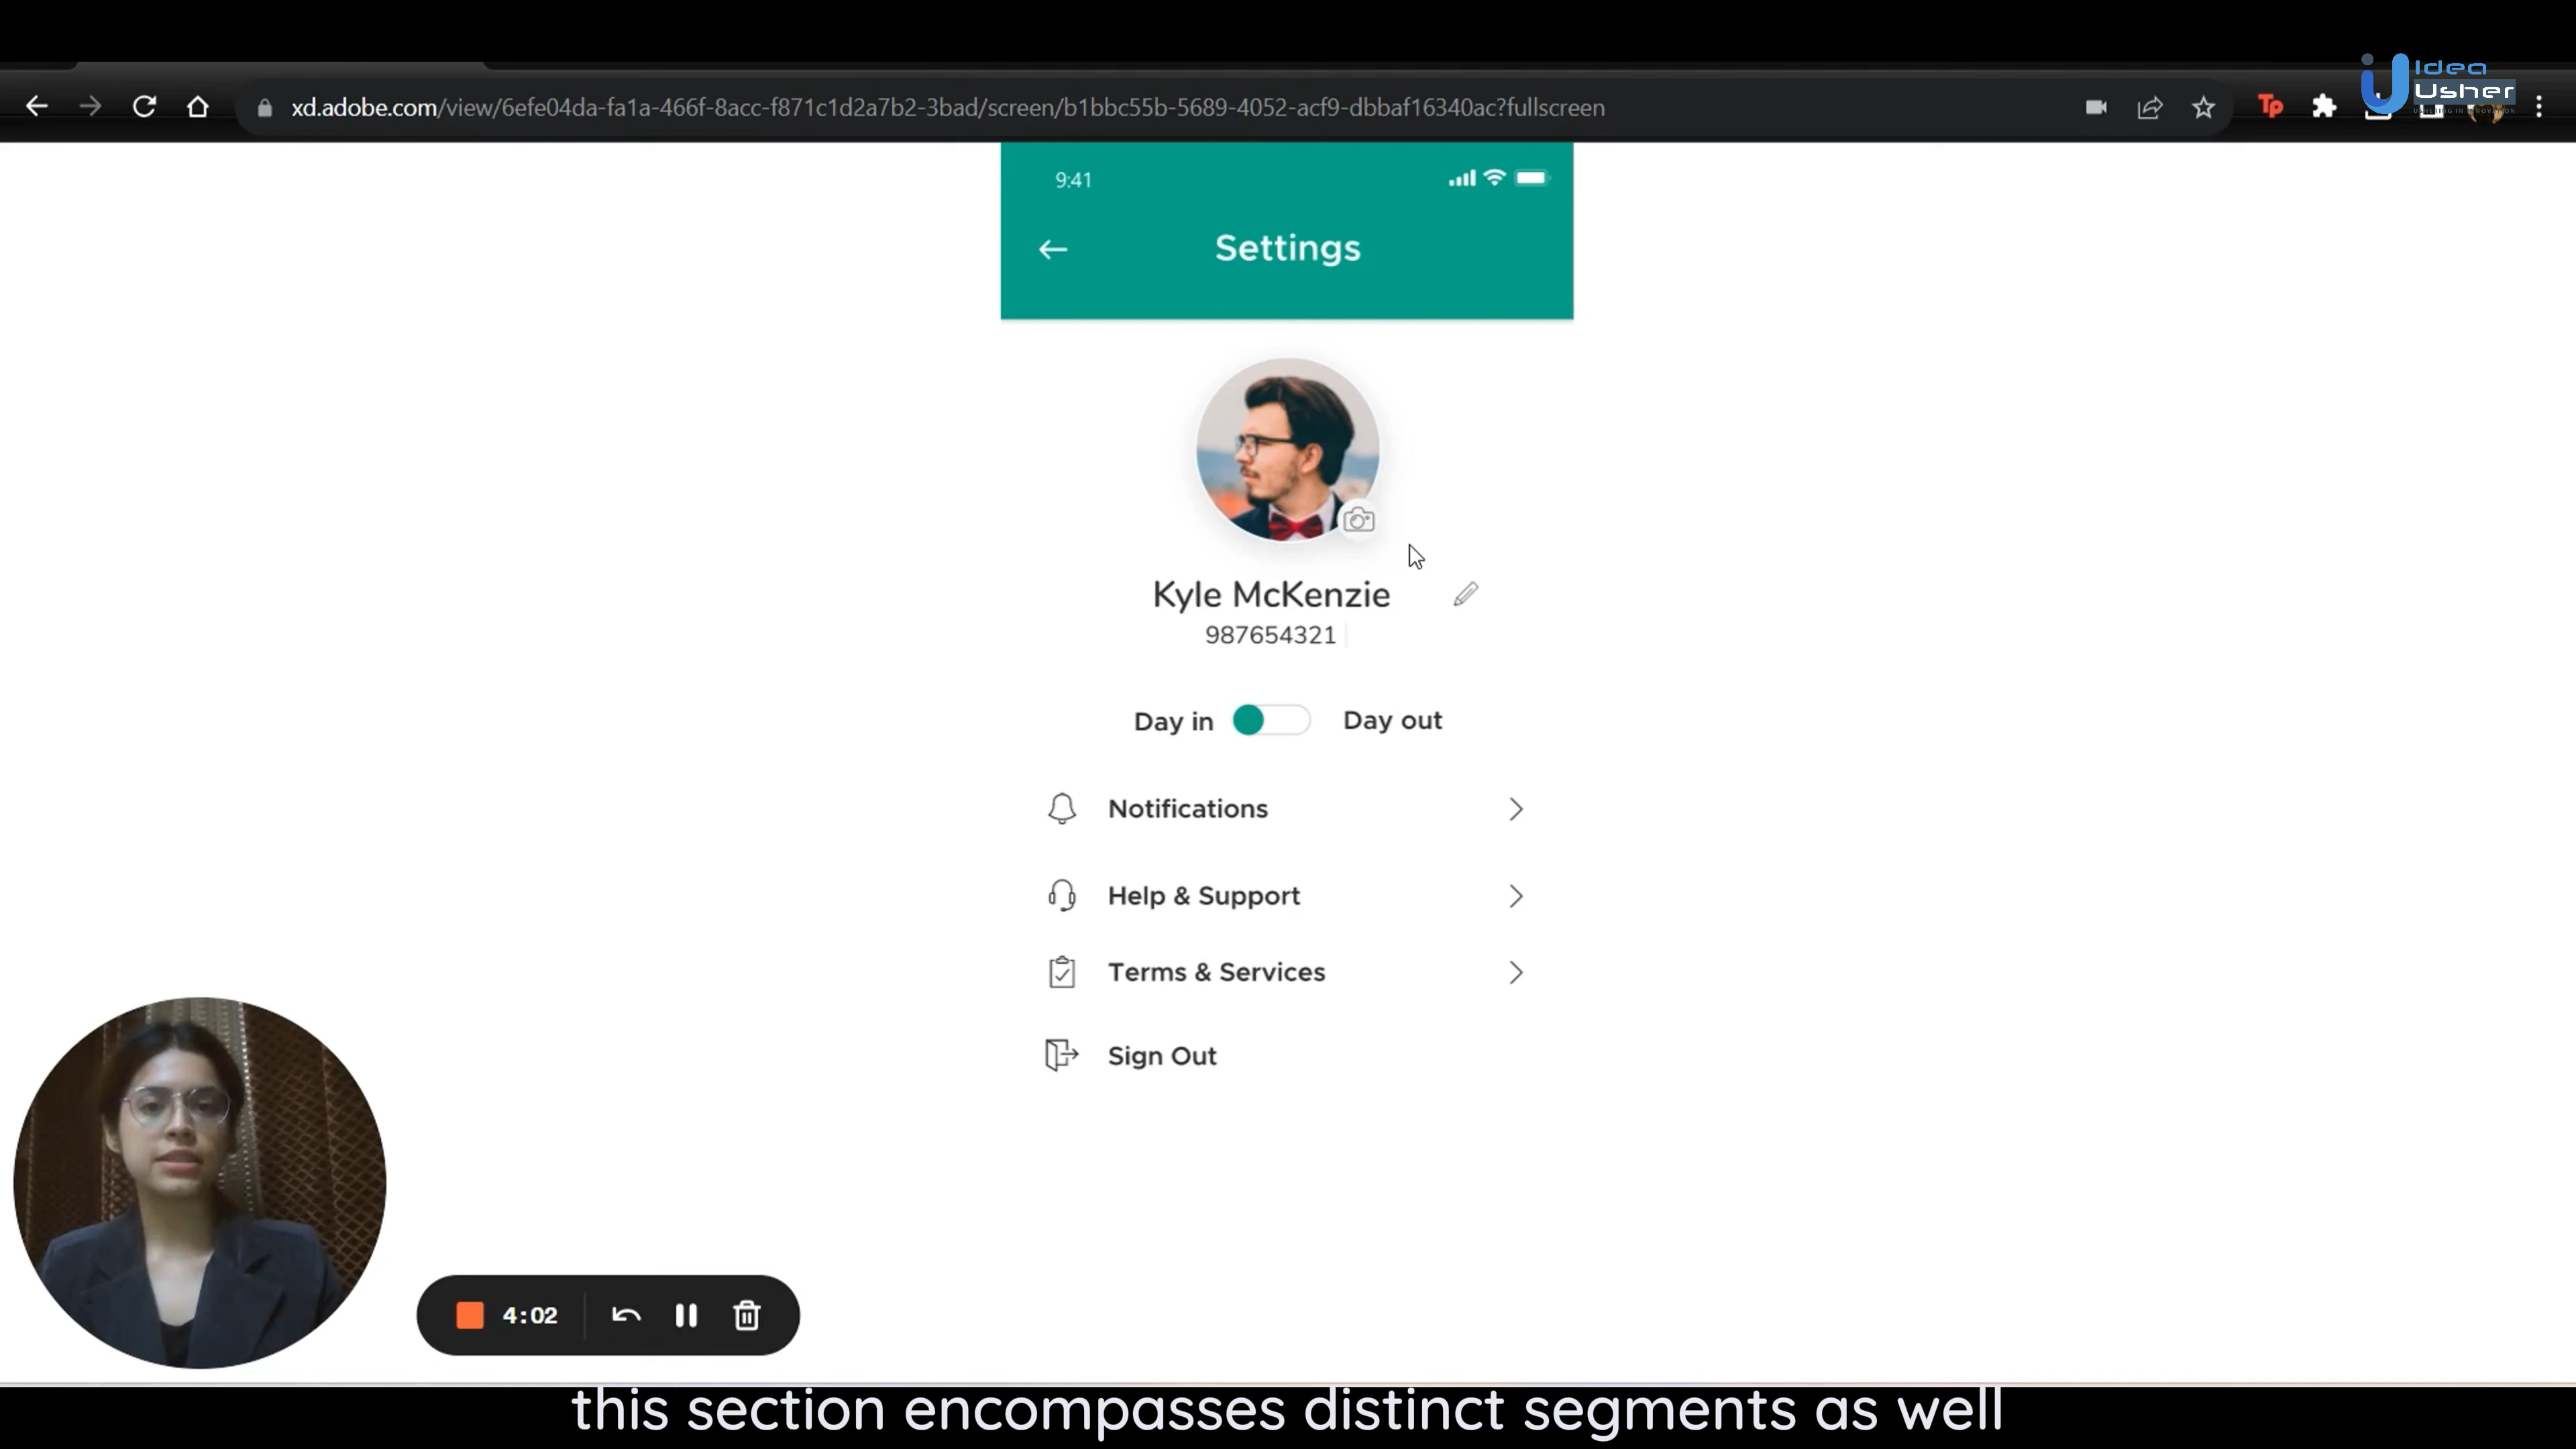 Idea
Usher
xd.adobe.com/view/6efe04da-fa1a-466f-8acc-f871c1d2a7b2-3bad/screen/b1bbc55b-5689-4052-acf9-dbbaf16340ac?fullscreen
Tp
9:41
Settings
Kyle McKenzie
987654321
Day in Day out
Notifications
Help & Support
Terms & Services
Sign Out
4:02
this section encompasses distinct segments as well